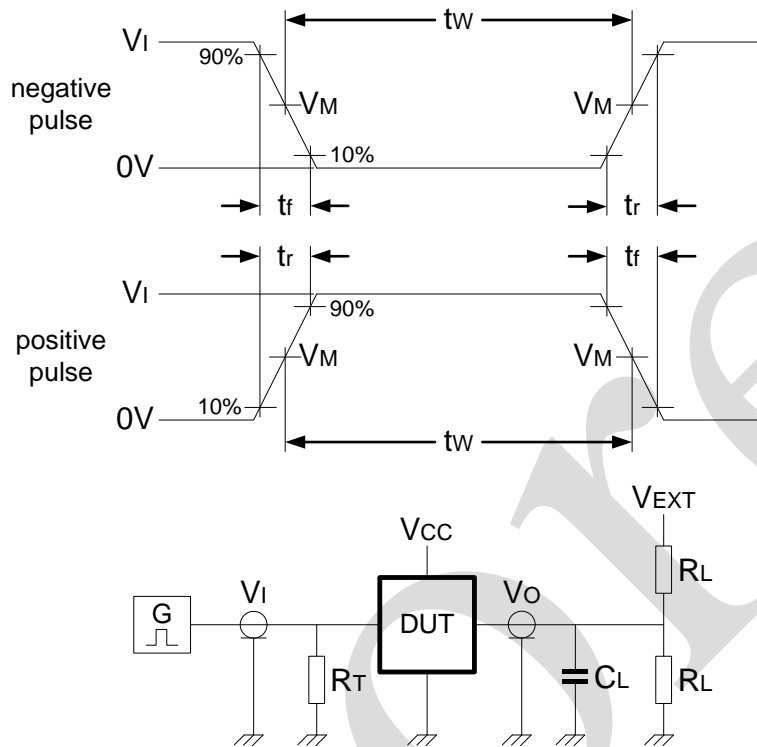 tW
VI
90%
negative
pulse
VM
VM
10%
0V
tf
tr
tr
tf
VI
90%
positive
pulse
VM
VM
10%
0V
tW
VEXT
VCC
RL
VI
VO
G
DUT
RT
CL
RL